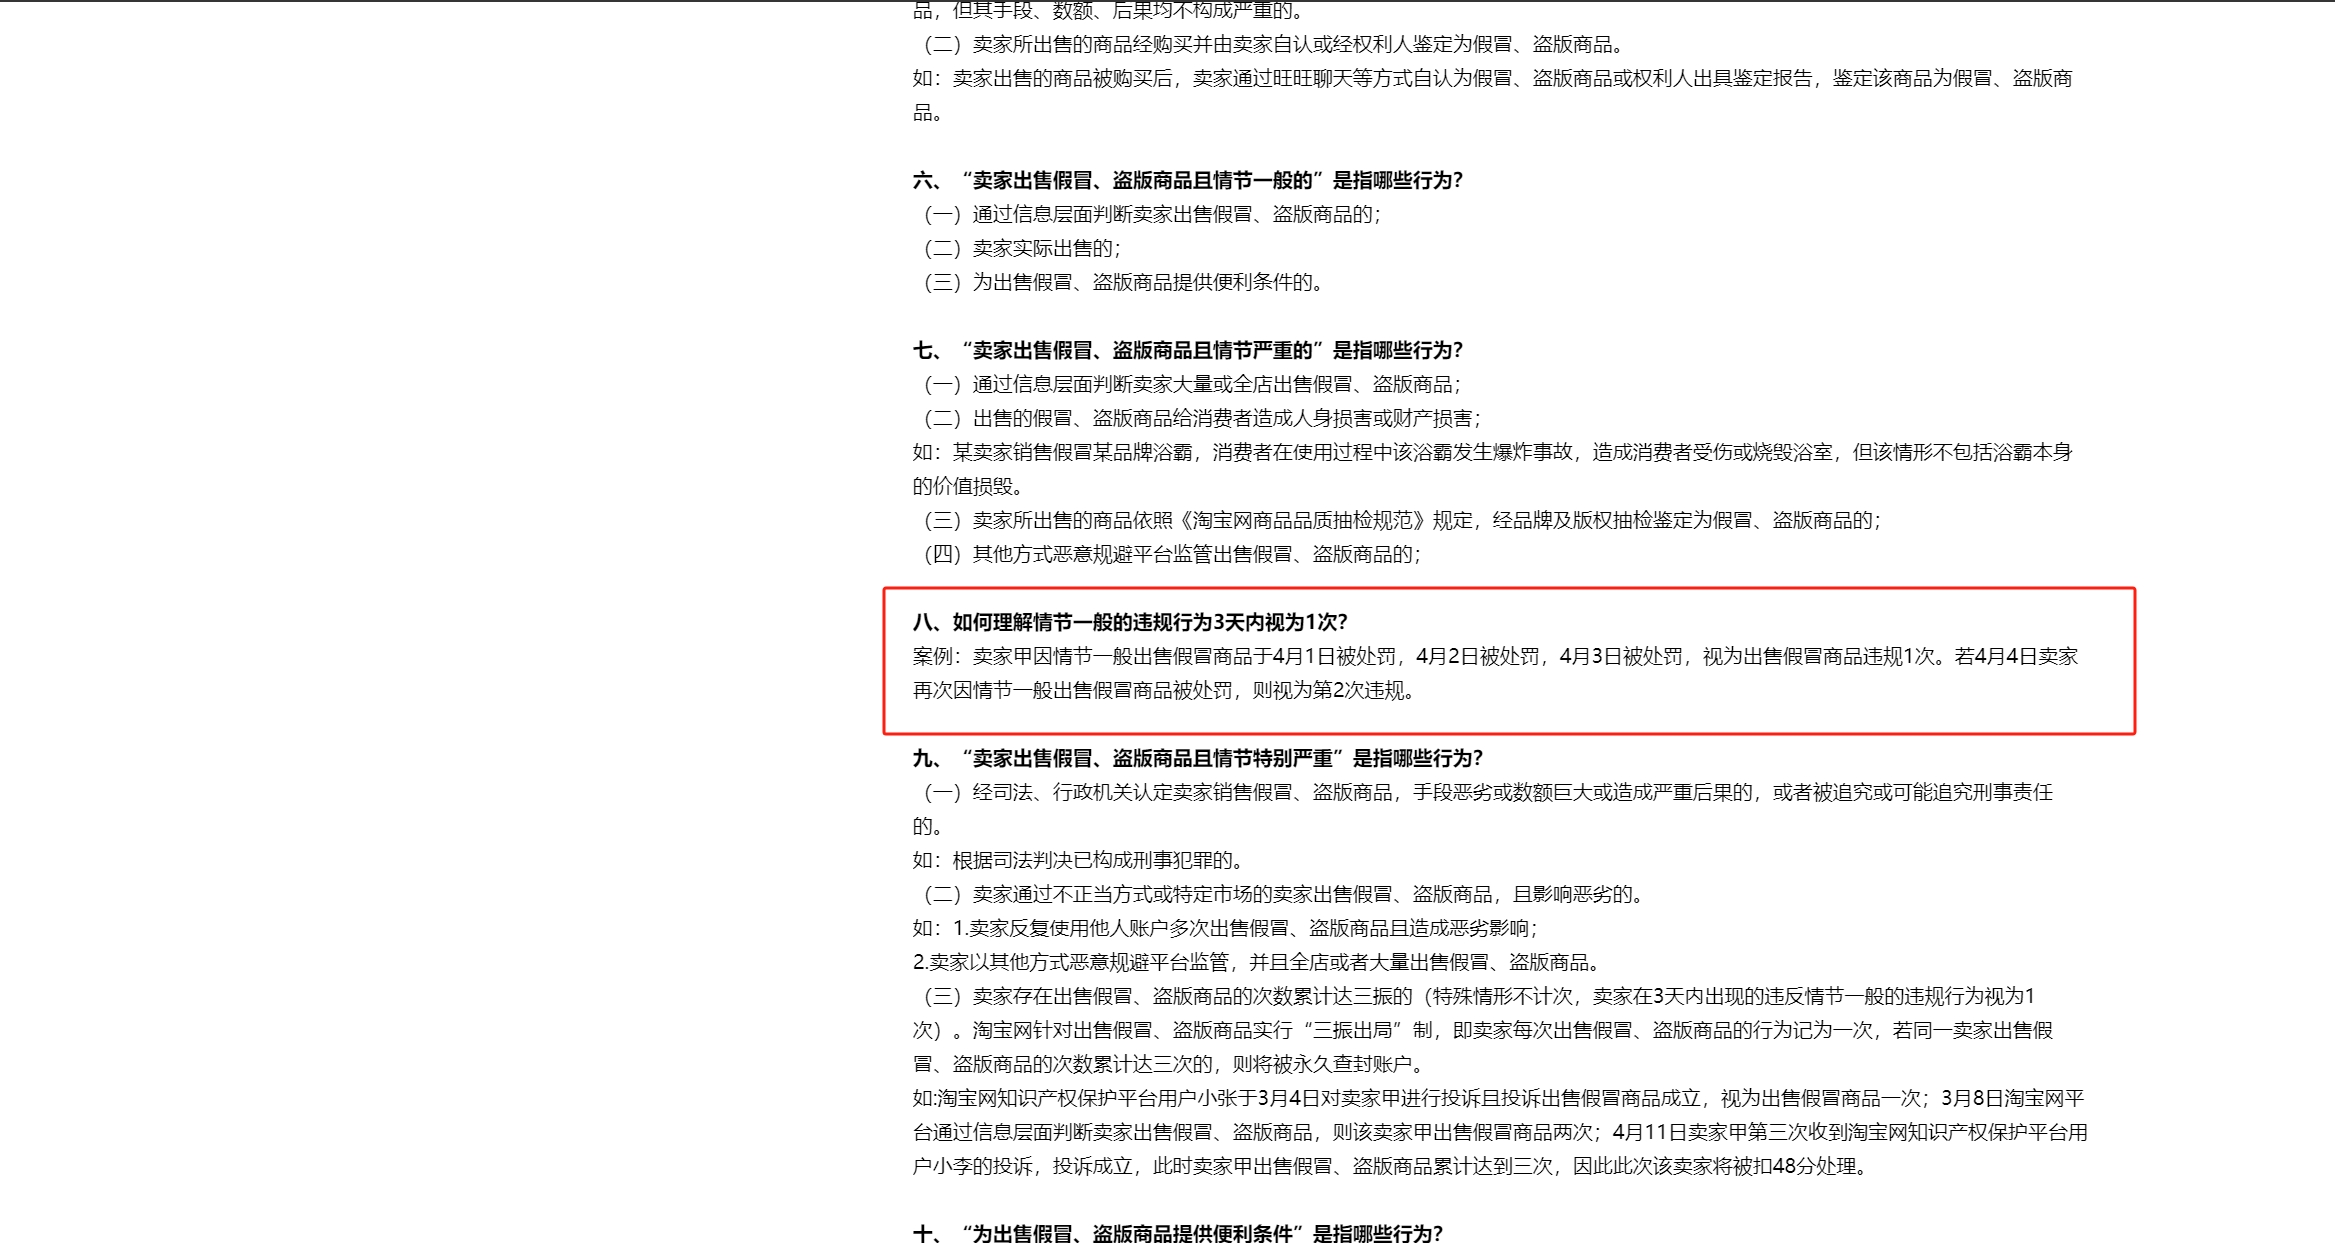 品，但其手段、数额、后果均不构成严重的。
（二）卖家所出售的商品经购买并由卖家自认或经权利人鉴定为假冒、盗版商品。
如：卖家出售的商品被购买后，卖家通过旺旺聊天等方式自认为假冒、盗版商品或权利人出具鉴定报告，鉴定该商品为假冒、盗版商
品。
六、“卖家出售假冒、盗版商品且情节一般的”是指哪些行为？
（一）通过信息层面判断卖家出售假冒、盗版商品的；
（二）卖家实际出售的；
（三）为出售假冒、盗版商品提供便利条件的。
七、“卖家出售假冒、盗版商品且情节严重的”是指哪些行为？
（一）通过信息层面判断卖家大量或全店出售假冒、盗版商品；
（二）出售的假冒、盗版商品给消费者造成人身损害或财产损害；
如：某卖家销售假冒某品牌浴霸，消费者在使用过程中该浴霸发生爆炸事故，造成消费者受伤或烧毁浴室，但该情形不包括浴霸本身
的价值损毁。
（三）卖家所出售的商品依照《淘宝网商品品质抽检规范》规定，经品牌及版权抽检鉴定为假冒、盗版商品的；
（四）其他方式恶意规避平台监管出售假冒、盗版商品的；
八、如何理解情节一般的违规行为3天内视为1次？
案例：卖家甲因情节一般出售假冒商品于4月1日被处罚，4月2日被处罚，4月3日被处罚，视为出售假冒商品违规1次。若4月4日卖家
再次因情节一般出售假冒商品被处罚，则视为第2次违规。
九、“卖家出售假冒、盗版商品且情节特别严重”是指哪些行为？
（一）经司法、行政机关认定卖家销售假冒、盗版商品，手段恶劣或数额巨大或造成严重后果的，或者被追究或可能追究刑事责任
的。
如：根据司法判决已构成刑事犯罪的。
（二）卖家通过不正当方式或特定市场的卖家出售假冒、盗版商品，且影响恶劣的。
如：1.卖家反复使用他人账户多次出售假冒、盗版商品且造成恶劣影响；
2.卖家以其他方式恶意规避平台监管，并且全店或者大量出售假冒、盗版商品。
（三）卖家存在出售假冒、盗版商品的次数累计达三振的（特殊情形不计次，卖家在3天内出现的违反情节一般的违规行为视为1
次）。淘宝网针对出售假冒、盗版商品实行“三振出局”制，即卖家每次出售假冒、盗版商品的行为记为一次，若同一卖家出售假
冒、盗版商品的次数累计达三次的，则将被永久查封账户。
如:淘宝网知识产权保护平台用户小张于3月4日对卖家甲进行投诉且投诉出售假冒商品成立，视为出售假冒商品一次；3月8日淘宝网平
台通过信息层面判断卖家出售假冒、盗版商品，则该卖家甲出售假冒商品两次；4月11日卖家甲第三次收到淘宝网知识产权保护平台用
户小李的投诉，投诉成立，此时卖家甲出售假冒、盗版商品累计达到三次，因此此次该卖家将被扣48分处理。
十、“为出售假冒、盗版商品提供便利条件”是指哪些行为？